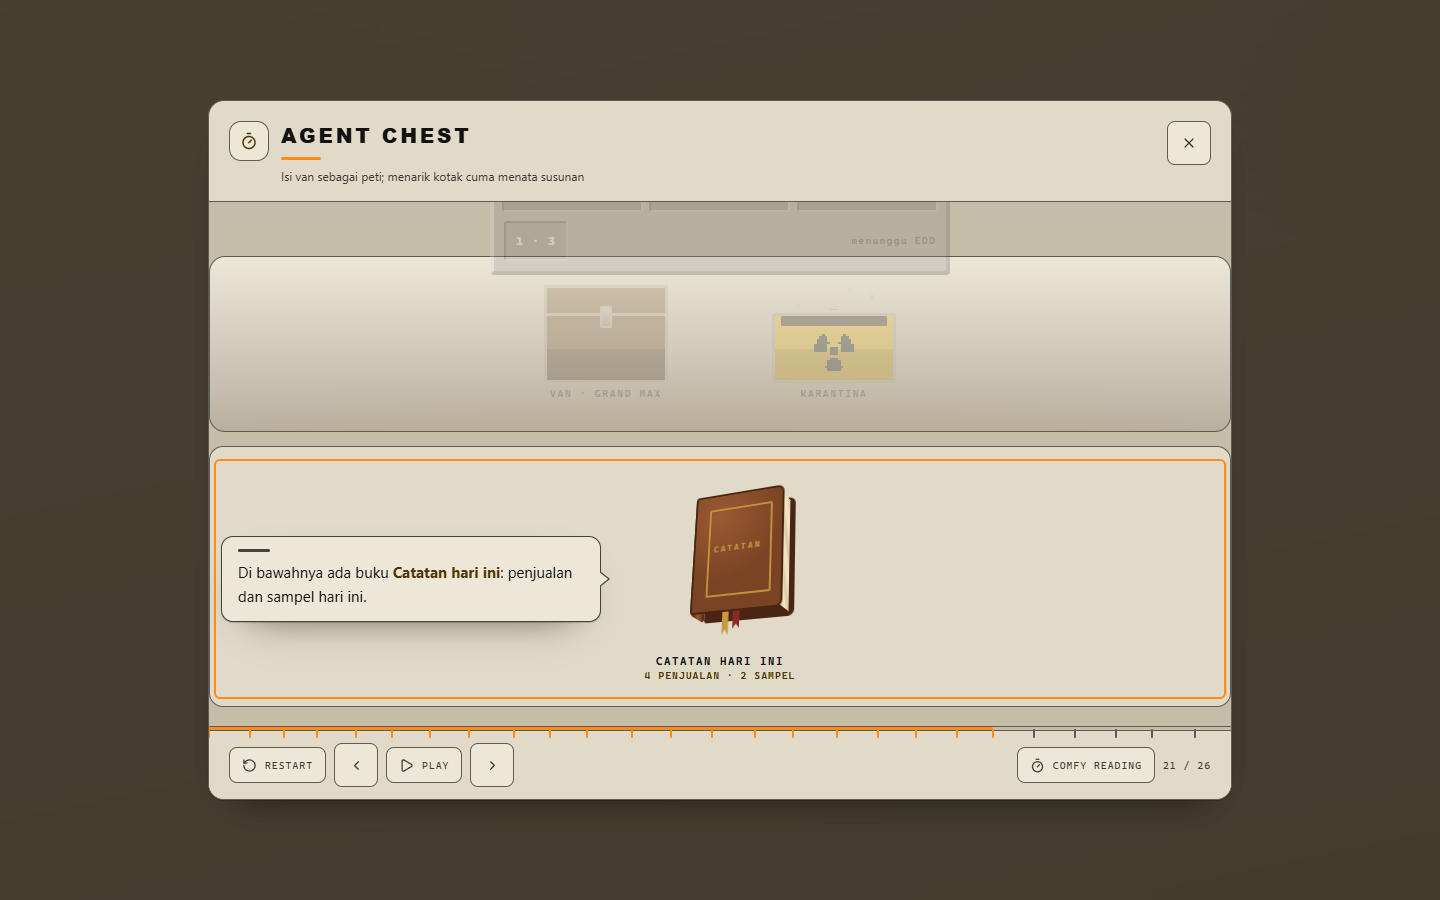 AGENT CHEST
Isi van sebagai peti; menarik kotak cuma menata susunan
1 · 3
menunggu EOD
VAN · GRAND MAX
KARANTINA
CATATAN
Di bawahnya ada buku Catatan hari ini: penjualan
dan sampel hari ini.
CATATAN HARI INI
4 PENJUALAN · 2 SAMPEL
RESTART
PLAY
COMFY READING
21 / 26